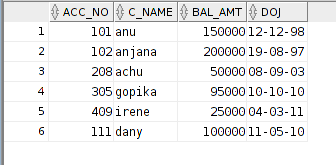 ACC_NO C_NAME BAL_AMT DOJ
1 101 anu 150000 12-12-98
2 102 anjana 200000 19-08-97
3 208 achu 50000 08-09-03
4 305 gopika 95000 10-10-10
5 409 irene 25000 04-03-11
6 111 dany 100000 11-05-10